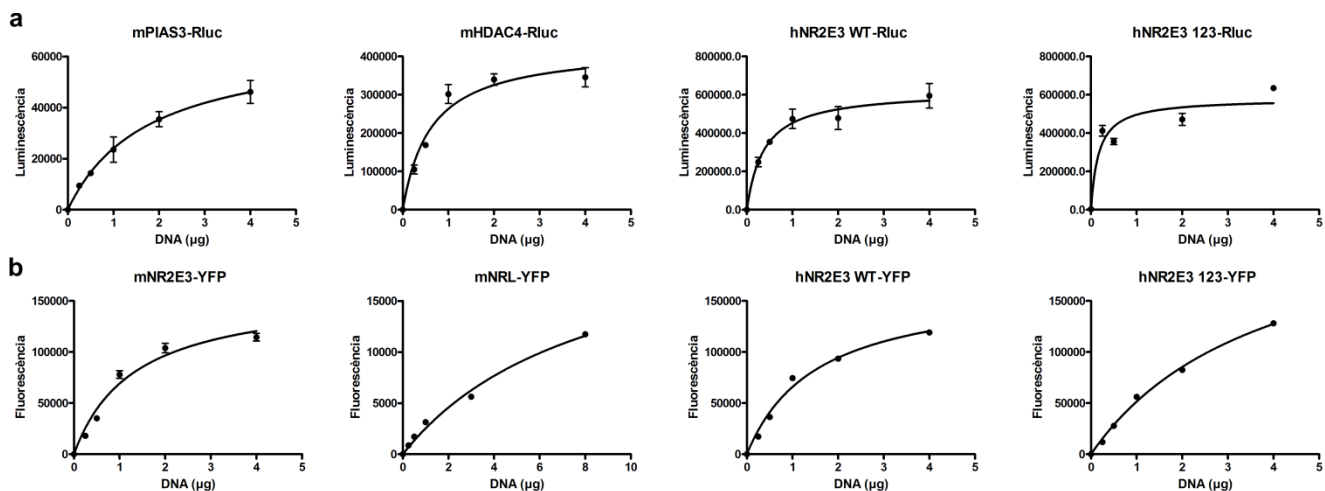 a
mPIAS3-Rluc
mHDAC4-Rluc
hNR2E3 WT-Rluc
hNR2E3 123-Rluc
Luminescència
60000
40000
20000
0
0 1 2 3 4 5
DNA (µg)
Luminescència
400000
300000
200000
100000
0
0 1 2 3 4 5
DNA (µg)
Luminescència
800000.0
600000.0
400000.0
200000.0
0.0
0 1 2 3 4 5
DNA (µg)
Luminescència
800000.0
600000.0
400000.0
200000.0
0.0
0 1 2 3 4 5
DNA (µg)
b
mNR2E3-YFP
mNRL-YFP
hNR2E3 WT-YFP
hNR2E3 123-YFP
Fluorescència
150000
100000
50000
0
0 1 2 3 4 5
DNA (µg)
Fluorescència
15000
10000
5000
0
0 2 4 6 8 10
DNA (µg)
Fluorescència
150000
100000
50000
0
0 1 2 3 4 5
DNA (µg)
Fluorescència
150000
100000
50000
0
0 1 2 3 4 5
DNA (µg)